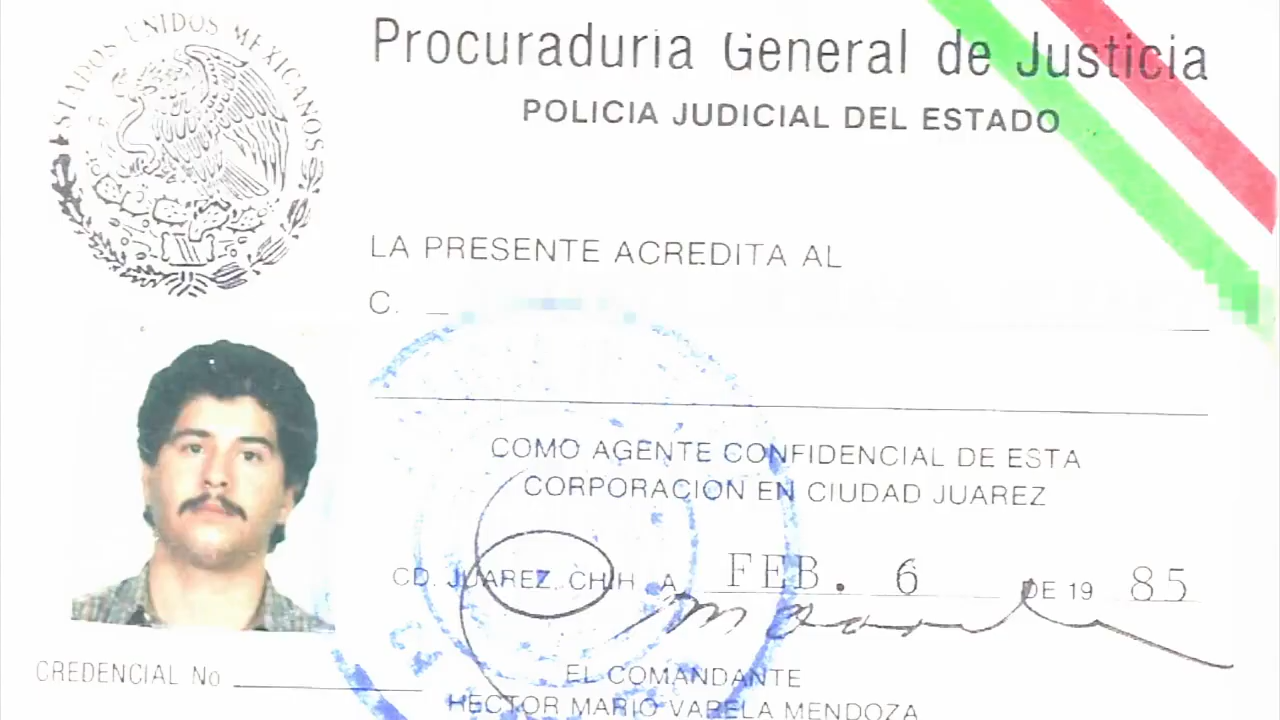 ESTADOS UNIDOS MEXICANOS
Procuraduria General de Justicia
POLICIA JUDICIAL DEL ESTADO
LA PRESENTE ACREDITA AL
C.
COMO AGENTE CONFIDENCIAL DE ESTA
CORPORACION EN CIUDAD JUAREZ
CD. JUAREZ, CHIH A FEB. 6 DE 19 85
CREDENCIAL No
EL COMANDANTE
HECTOR MARIO VARELA MENDOZA